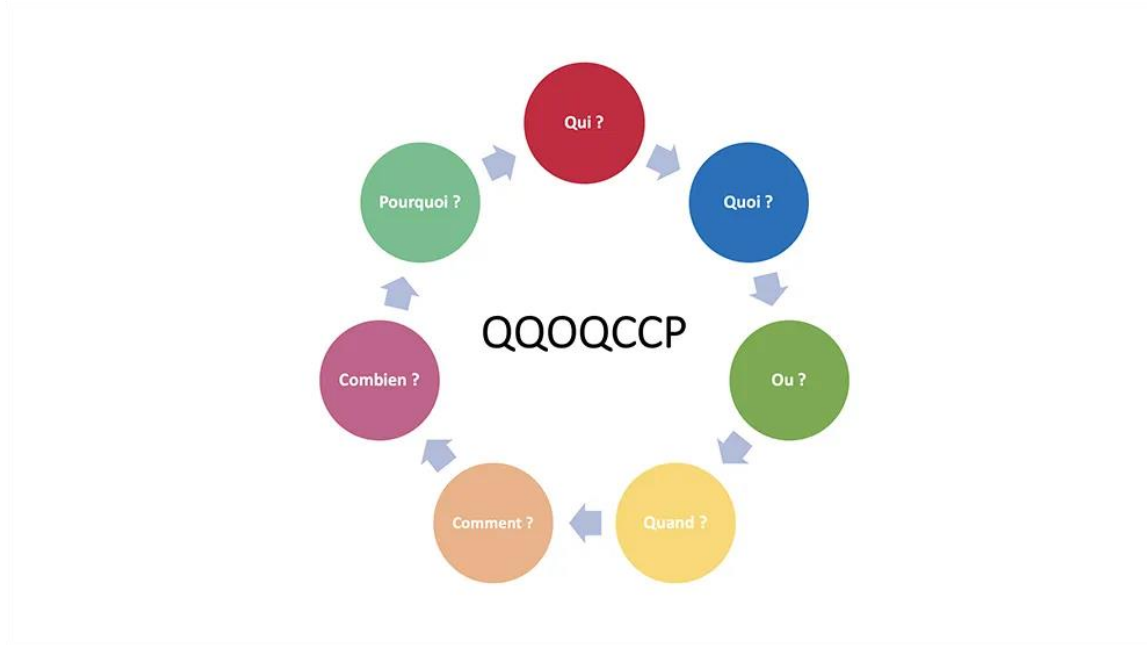 Qui ?
Quoi ?
Ou ?
Quand ?
Comment ?
Combien ?
Pourquoi ?
QQOQCCP